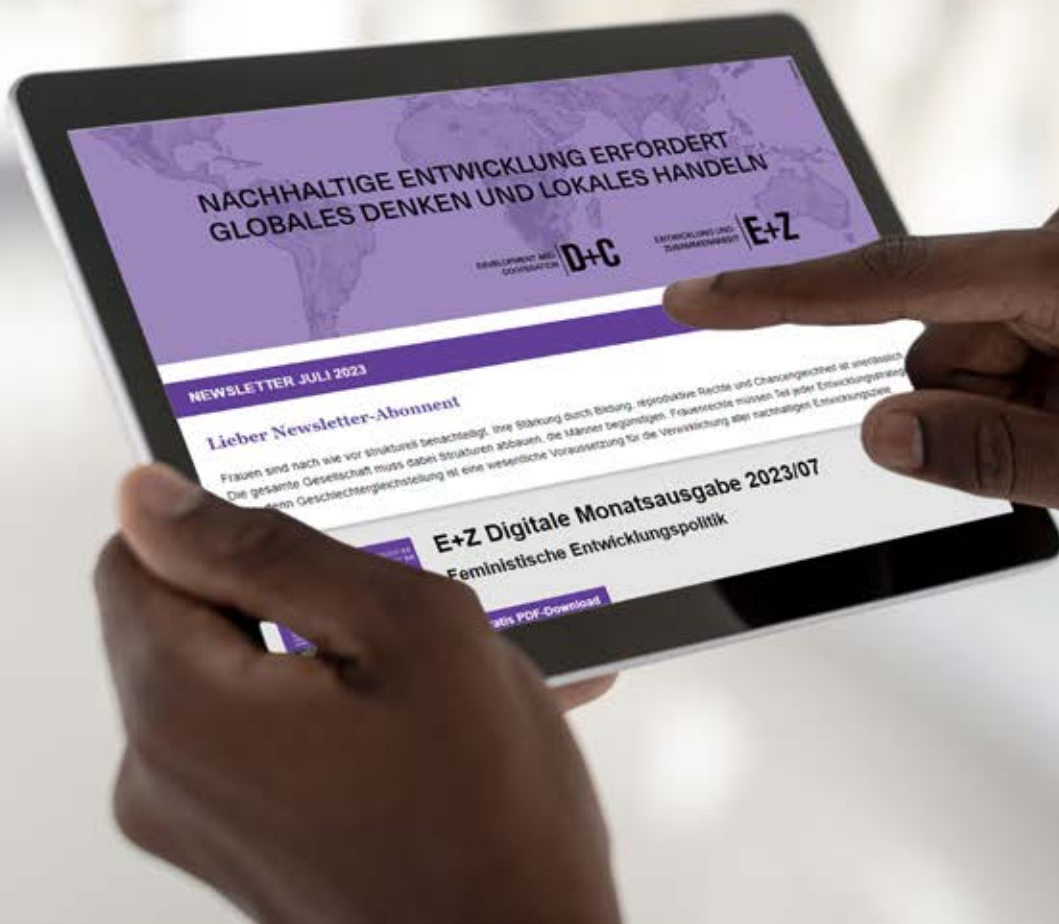 NACHHALTIGE ENTWICKLUNG ERFORDERT
GLOBALES DENKEN UND LOKALES HANDELN
DEVELOPMENT AND
COOPERATION
D+C
ENTWICKLUNG UND
ZUSAMMENARBEIT
E+Z
NEWSLETTER JULI 2023
Lieber Newsletter-Abonnent
Frauen sind nach wie vor strukturell benachteiligt. Ihre Stärkung durch Bildung, reproduktive Rechte und Chancengleichheit ist unerlässlich
Die gesamte Gesellschaft muss dabei Strukturen abbauen, die Männer begünstigen. Frauenrechte müssen Teil jeder
denn Geschlechtergleichstellung ist eine wesentliche Voraussetzung für die Verwirklichung aller nachhaltigen Entwicklungsziele
E+Z Digitale Monatsausgabe 2023/07
Feministische Entwicklungspolitik
PDF-Download